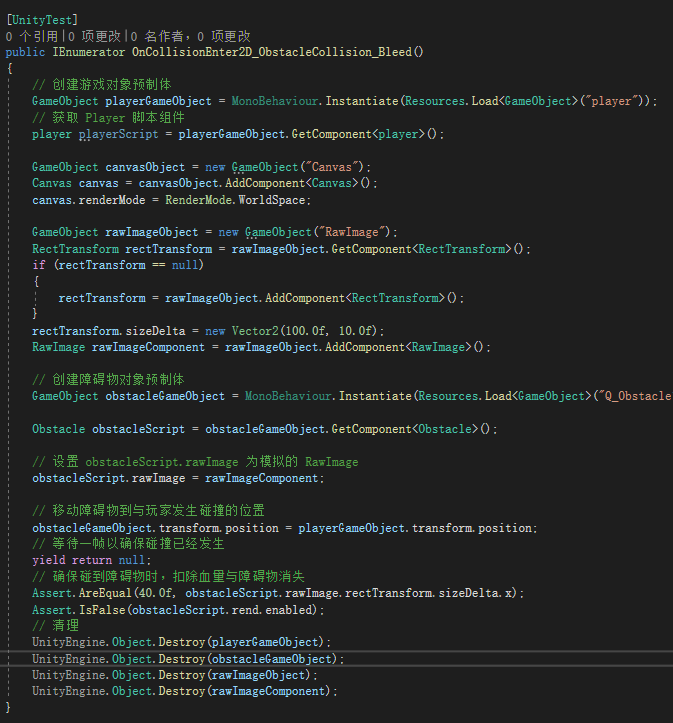 [UnityTest]
0 个引用|0 项更改|0 名作者，0 项更改
public IEnumerator OnCollisionEnter2D_ObstacleCollision_Bleed()
{
// 创建游戏对象预制体
GameObject playerGameObject = MonoBehaviour.Instantiate(Resources.Load<GameObject>("player"));
// 获取 Player 脚本组件
player playerScript = playerGameObject.GetComponent<player>();
GameObject canvasObject = new GameObject("Canvas");
Canvas canvas = canvasObject.AddComponent<Canvas>();
canvas.renderMode = RenderMode.WorldSpace;
GameObject rawImageObject = new GameObject("RawImage");
RectTransform rectTransform = rawImageObject.GetComponent<RectTransform>();
if (rectTransform == null)
{
rectTransform = rawImageObject.AddComponent<RectTransform>();
}
rectTransform.sizeDelta = new Vector2(100.0f, 10.0f);
RawImage rawImageComponent = rawImageObject.AddComponent<RawImage>();
// 创建障碍物对象预制体
GameObject obstacleGameObject = MonoBehaviour.Instantiate(Resources.Load<GameObject>("Q_Obstacle
Obstacle obstacleScript = obstacleGameObject.GetComponent<Obstacle>();
// 设置 obstacleScript.rawImage 为模拟的 RawImage
obstacleScript.rawImage = rawImageComponent;
// 移动障碍物到与玩家发生碰撞的位置
obstacleGameObject.transform.position = playerGameObject.transform.position;
// 等待一帧以确保碰撞已经发生
yield return null;
// 确保碰到障碍物时，扣除血量与障碍物消失
Assert.AreEqual(40.0f, obstacleScript.rawImage.rectTransform.sizeDelta.x);
Assert.IsFalse(obstacleScript.rend.enabled);
// 清理
UnityEngine.Object.Destroy(playerGameObject);
UnityEngine.Object.Destroy(obstacleGameObject);
UnityEngine.Object.Destroy(rawImageObject);
UnityEngine.Object.Destroy(rawImageComponent);
}